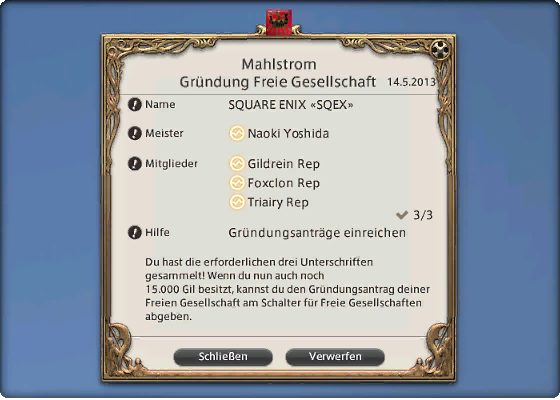 Mahlstrom
Gründung Freie Gesellschaft 14.5.2013
Name SQUARE ENIX «SQEX»
Meister Naoki Yoshida
Mitglieder Gildrein Rep
Foxclon Rep
Triairy Rep
3/3
Hilfe Gründungsanträge einreichen
Du hast die erforderlichen drei Unterschriften
gesammelt! Wenn du nun auch noch
15.000 Gil besitzt, kannst du den Gründungsantrag deiner
Freien Gesellschaft am Schalter für Freie Gesellschaften
abgeben.
Schließen Verwerfen